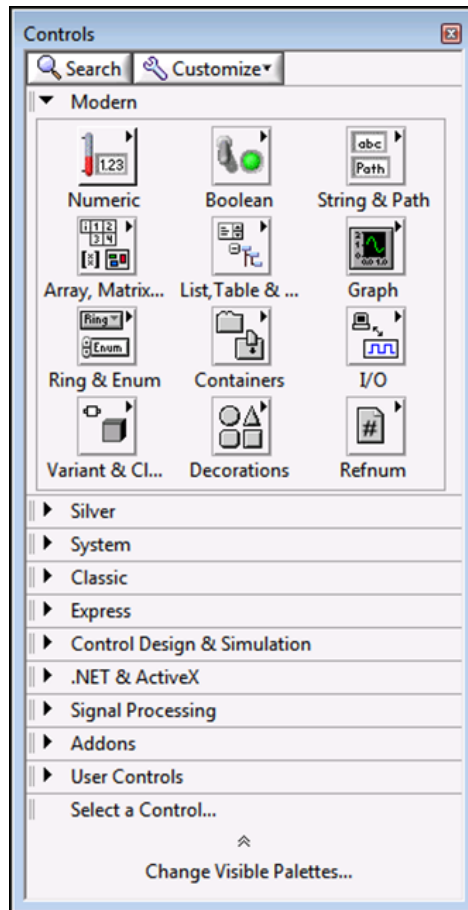 Controls
Search Customize
Modern
abc
1.23 Path
Numeric Boolean String & Path
Array, Matrix... List,Table & ... Graph
Ring
Enum
Ring & Enum Containers I/O
#
Variant & Cl... Decorations Refnum
Silver
System
Classic
Express
Control Design & Simulation
.NET & ActiveX
Signal Processing
Addons
User Controls
Select a Control...
Change Visible Palettes...